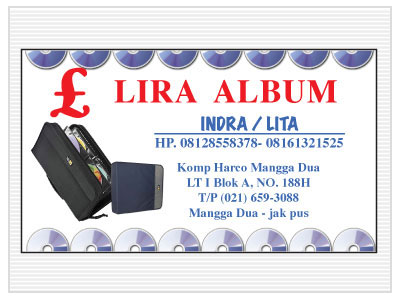 £ LIRA ALBUM
INDRA / LITA
HP. 08128558378- 08161321525
Komp Harco Mangga Dua
LT I Blok A, NO. 188H
T/P (021) 659-3088
Mangga Dua - jak pus